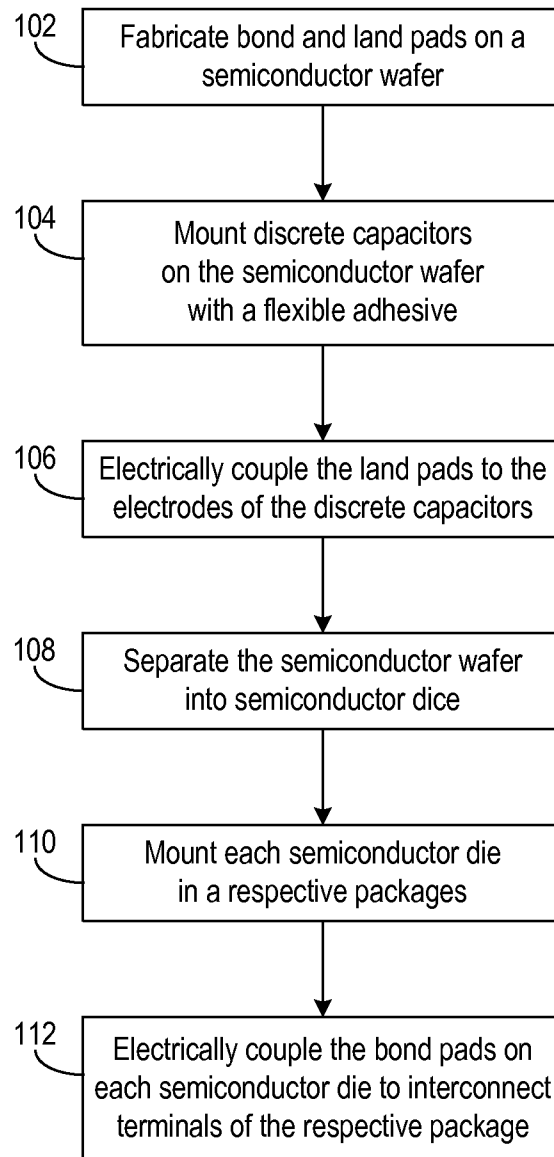 102
Fabricate bond and land pads on a
semiconductor wafer
104
Mount discrete capacitors
on the semiconductor wafer
with a flexible adhesive
106
Electrically couple the land pads to the
electrodes of the discrete capacitors
108
Separate the semiconductor wafer
into semiconductor dice
110
Mount each semiconductor die
in a respective packages
112
Electrically couple the bond pads on
each semiconductor die to interconnect
terminals of the respective package